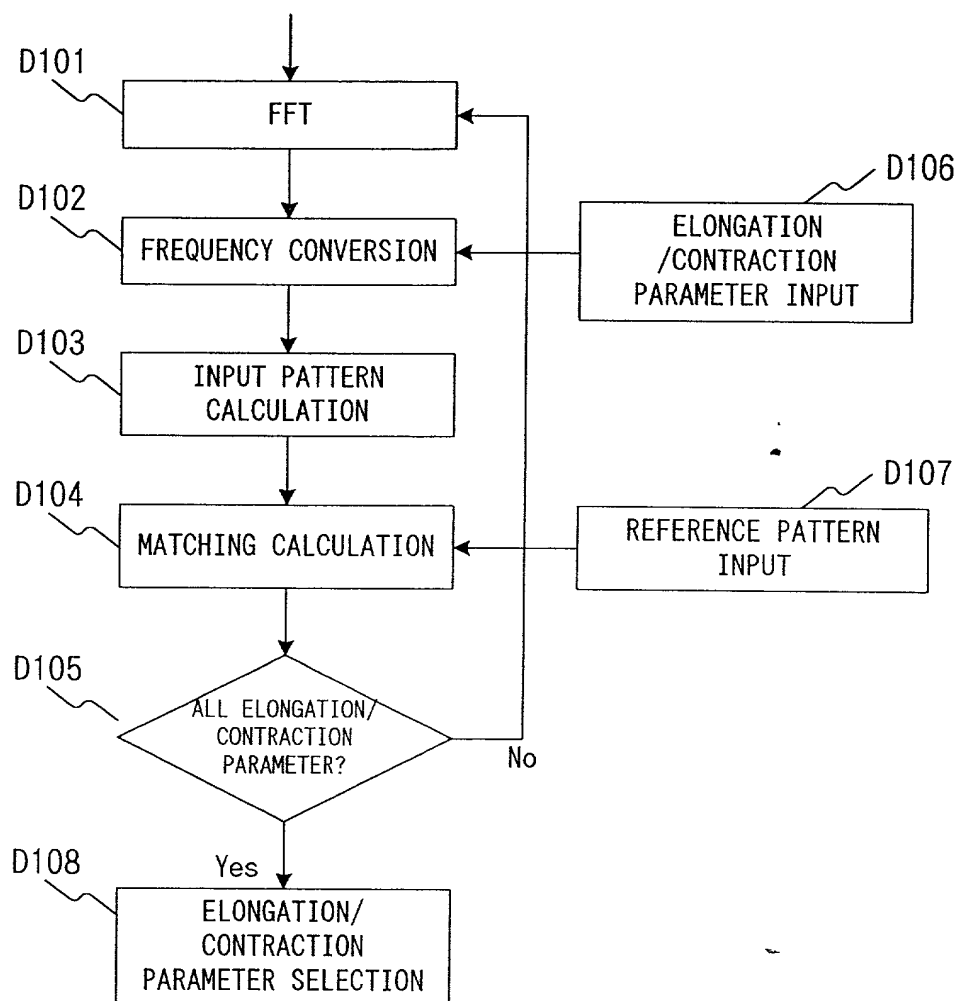 D101
FFT
D102
FREQUENCY CONVERSION
D106
ELONGATION
/CONTRACTION
PARAMETER INPUT
D103
INPUT PATTERN
CALCULATION
D104
MATCHING CALCULATION
D107
REFERENCE PATTERN
INPUT
D105
ALL ELONGATION/
CONTRACTION
PARAMETER?
No
Yes
D108
ELONGATION/
CONTRACTION
PARAMETER SELECTION